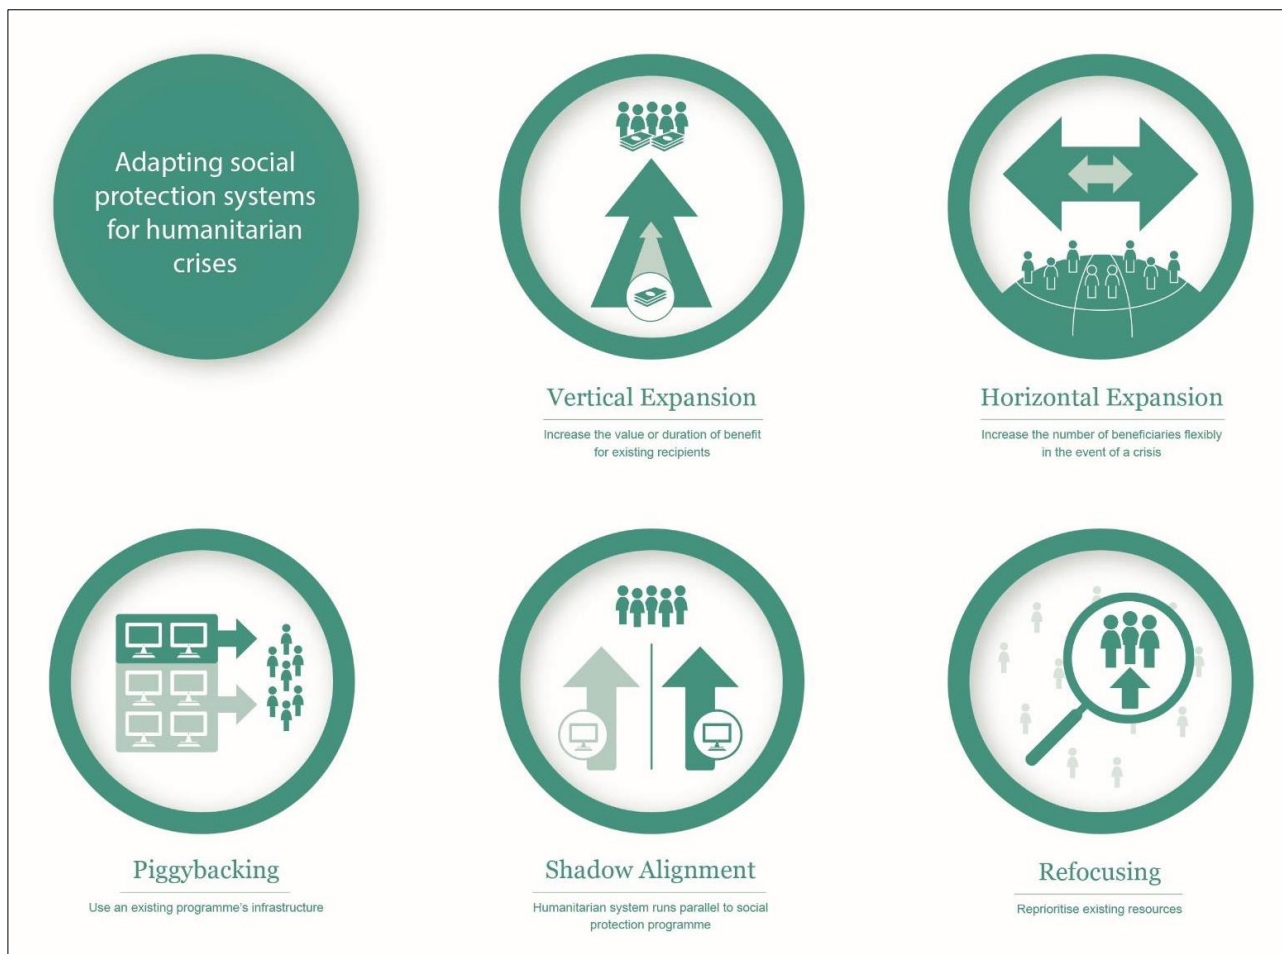 Adapting social
protection systems
for humanitarian
crises
Vertical Expansion
Increase the value or duration of benefit
for existing recipients
Horizontal Expansion
Increase the number of beneficiaries flexibly
in the event of a crisis
Piggybacking
Use an existing programme's infrastructure
Shadow Alignment
Humanitarian system runs parallel to social
protection programme
Refocusing
Reprioritise existing resources